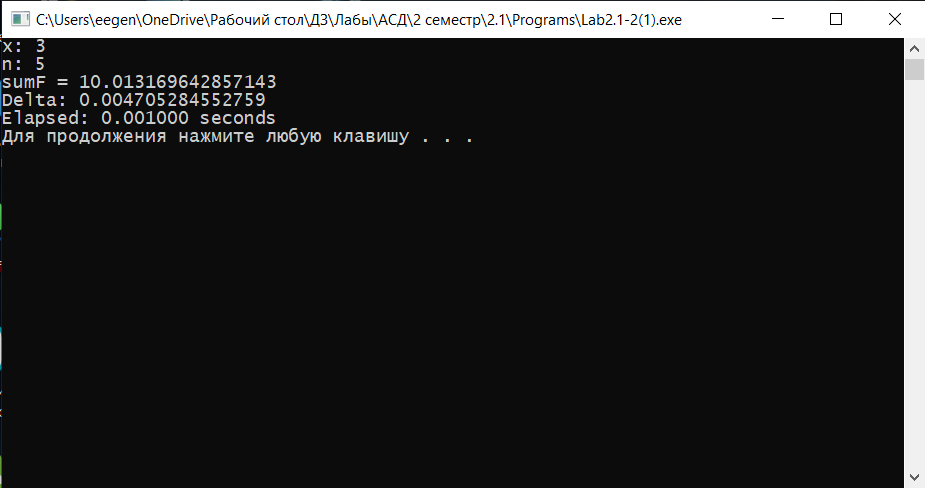 C:\Users\eegen\OneDrive\Рабочий стол\ДЗ\Лабы\АСД\2 семестр\2.1\Programs\Lab2.1-2(1).exe
x: 3
n: 5
sumF = 10.013169642857143
Delta: 0.004705284552759
Elapsed: 0.001000 seconds
Для продолжения нажмите любую клавишу . . .